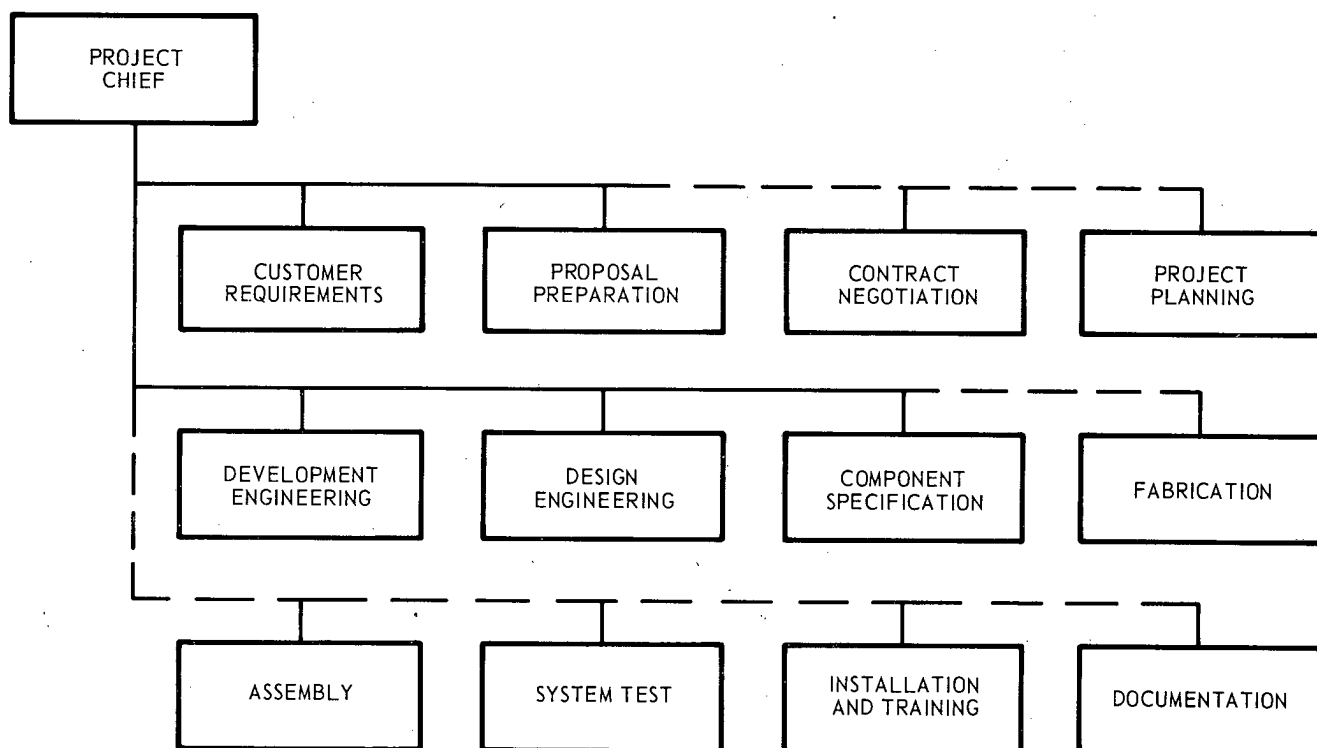 PROJECT
CHIEF
CUSTOMER
REQUIREMENTS
PROPOSAL
PREPARATION
CONTRACT
NEGOTIATION
PROJECT
PLANNING
DEVELOPMENT
ENGINEERING
DESIGN
ENGINEERING
COMPONENT
SPECIFICATION
FABRICATION
ASSEMBLY
SYSTEM TEST
INSTALLATION
AND TRAINING
DOCUMENTATION